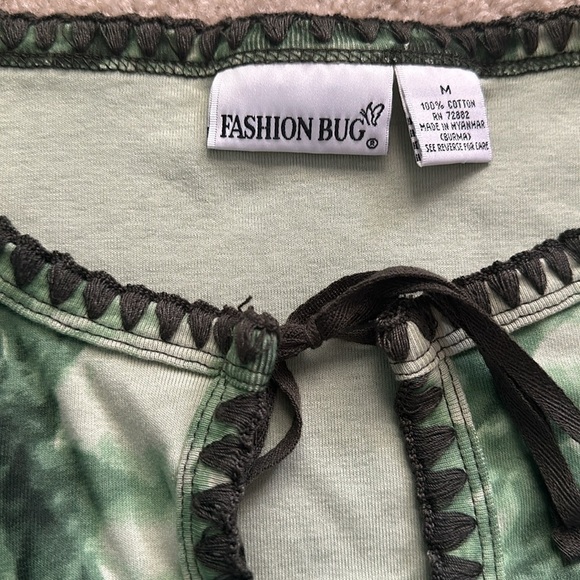 FASHION BUG®
M
100% COTTON
RN 72882
MADE IN MYANMAR
(BURMA)
SEE REVERSE FOR CARE